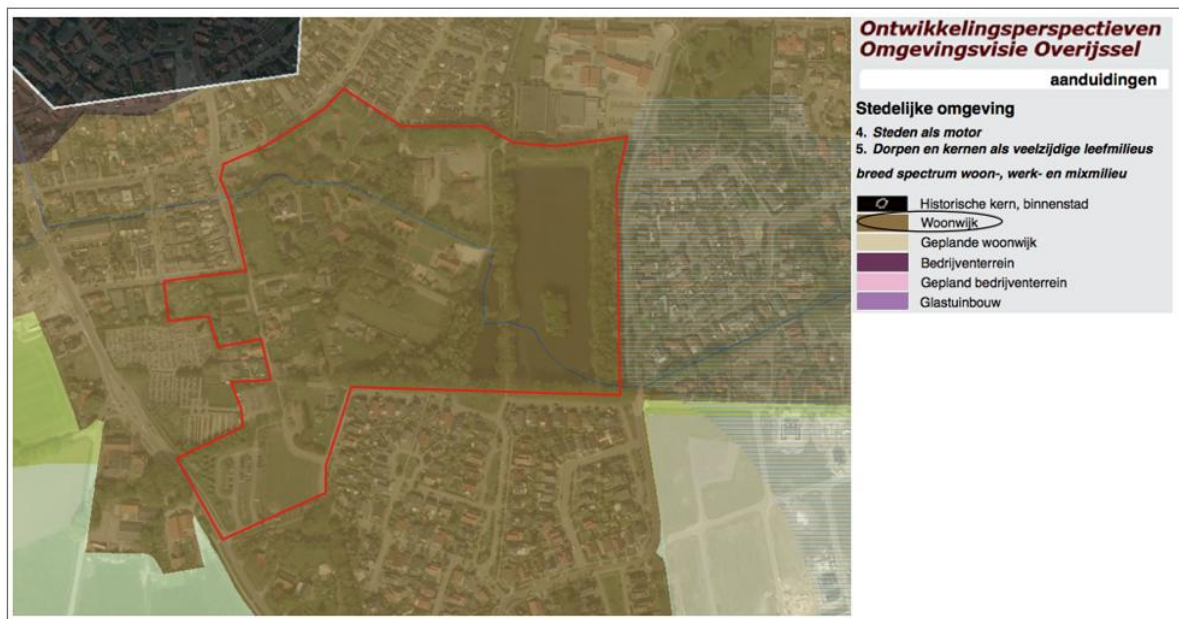 Ontwikkelingsperspectieven
Omgevingsvisie Overijssel
aanduidingen
Stedelijke omgeving
4. Steden als motor
5. Dorpen en kernen als veelzijdige leefmilieus
breed spectrum woon-, werk- en mixmilieu
Historische kern, binnenstad
Woonwijk
Geplande woonwijk
Bedrijventerrein
Gepland bedrijventerrein
Glastuinbouw